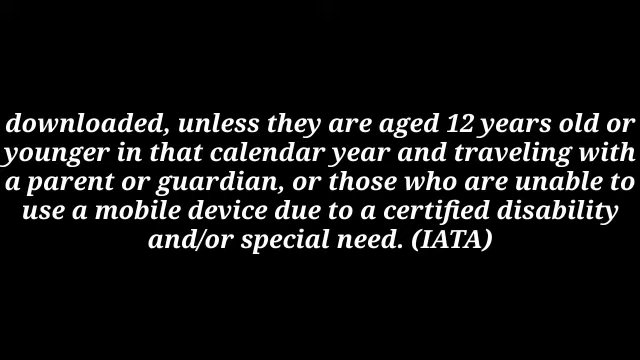 downloaded, unless they are aged 12 years old or
younger in that calendar year and traveling with
a parent or guardian, or those who are unable to
use a mobile device due to a certified disability
and/or special need. (IATA)